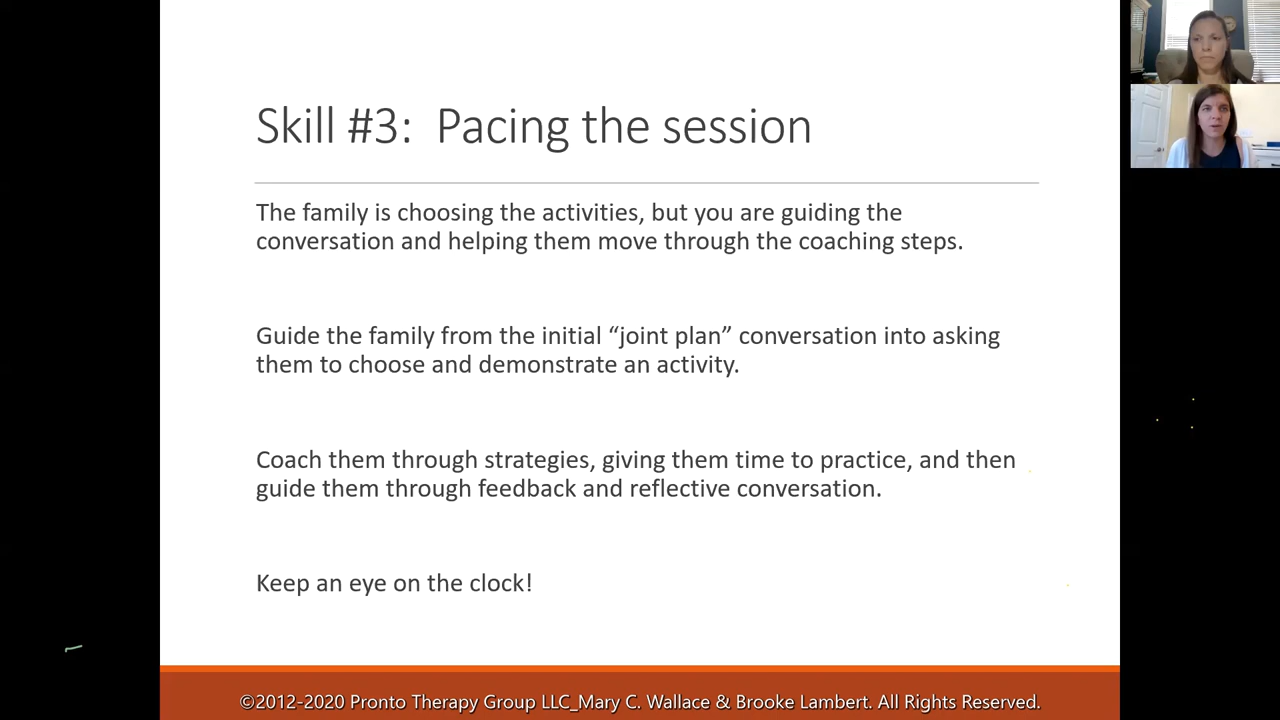 Skill #3: Pacing the session
The family is choosing the activities, but you are guiding the
conversation and helping them move through the coaching steps.
Guide the family from the initial “joint plan” conversation into asking
them to choose and demonstrate an activity.
Coach them through strategies, giving them time to practice, and then
guide them through feedback and reflective conversation.
Keep an eye on the clock!
©2012-2020 Pronto Therapy Group LLC_Mary C. Wallace & Brooke Lambert. All Rights Reserved.